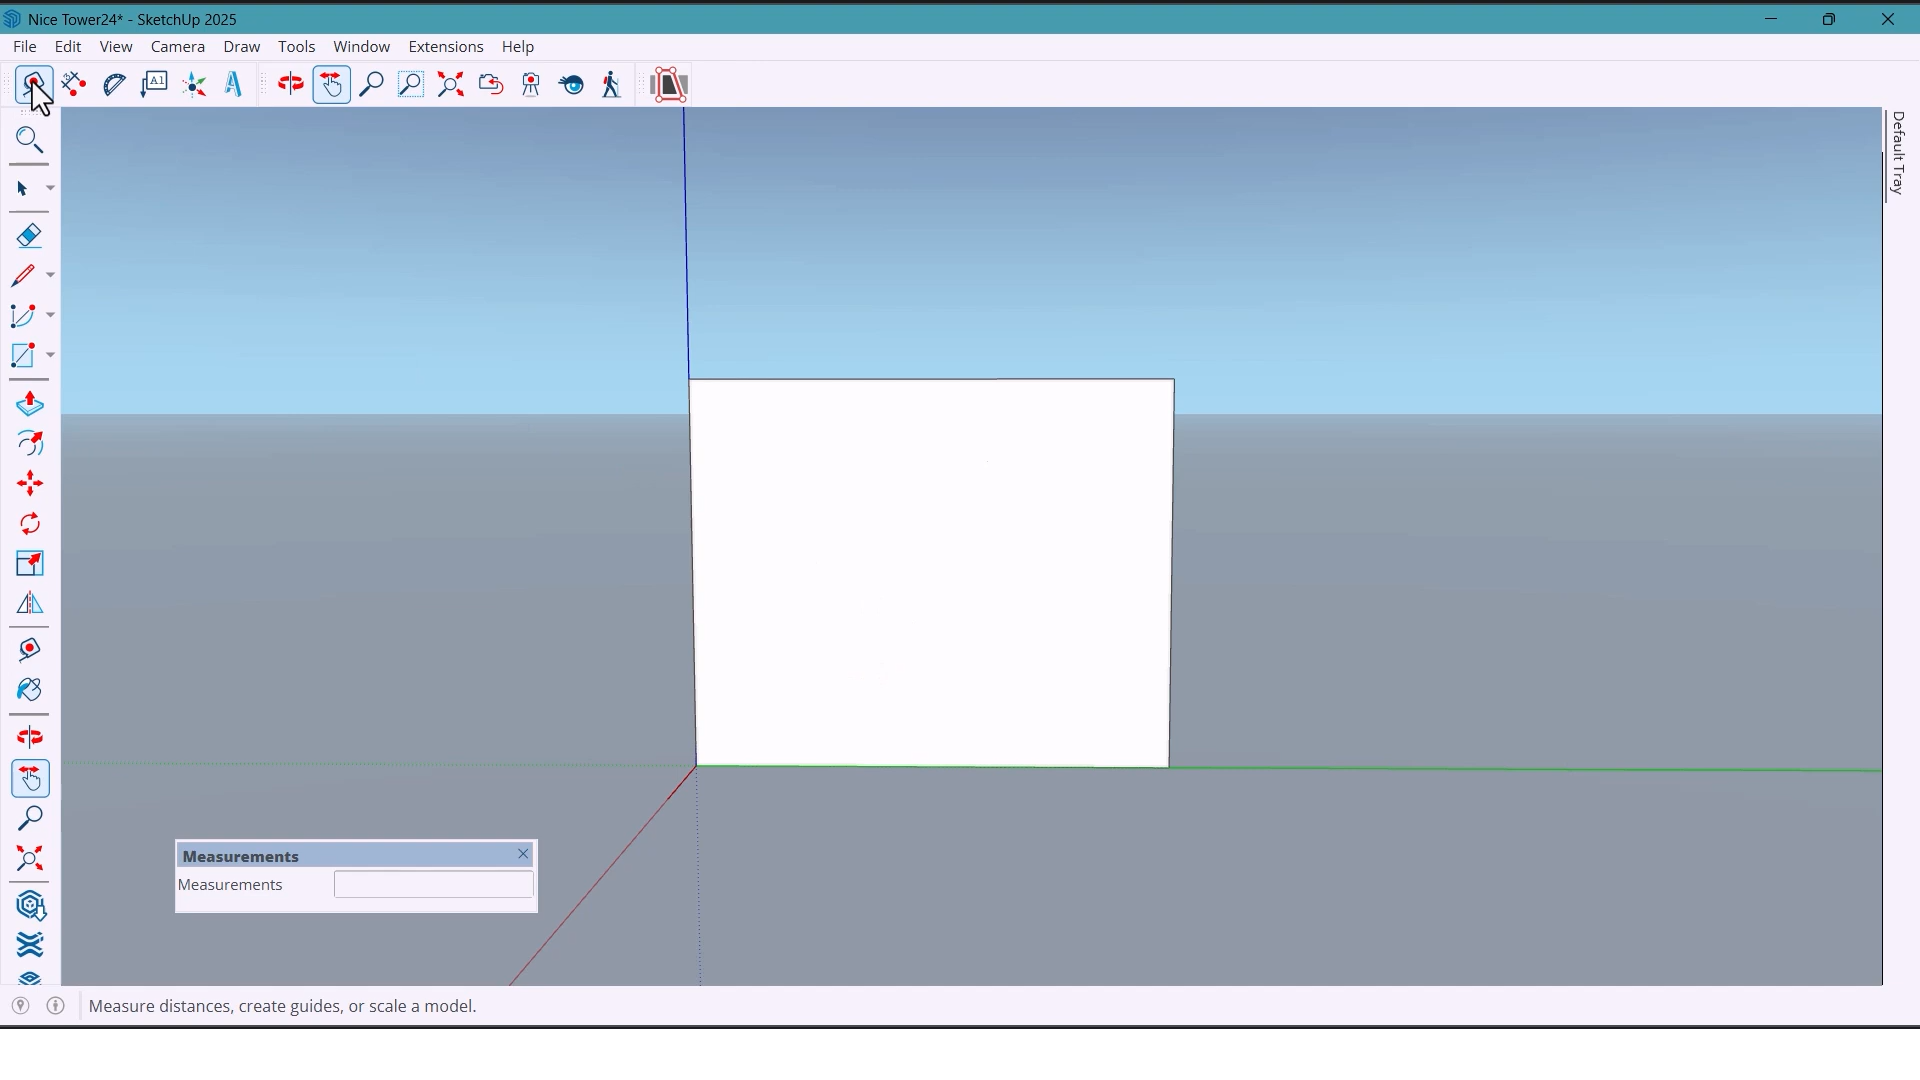 Nice Tower24* - SketchUp 2025
File Edit View Camera Draw Tools Window Extensions Help
A1
Default Tray
Measurements
Measurements
Measure distances, create guides, or scale a model.